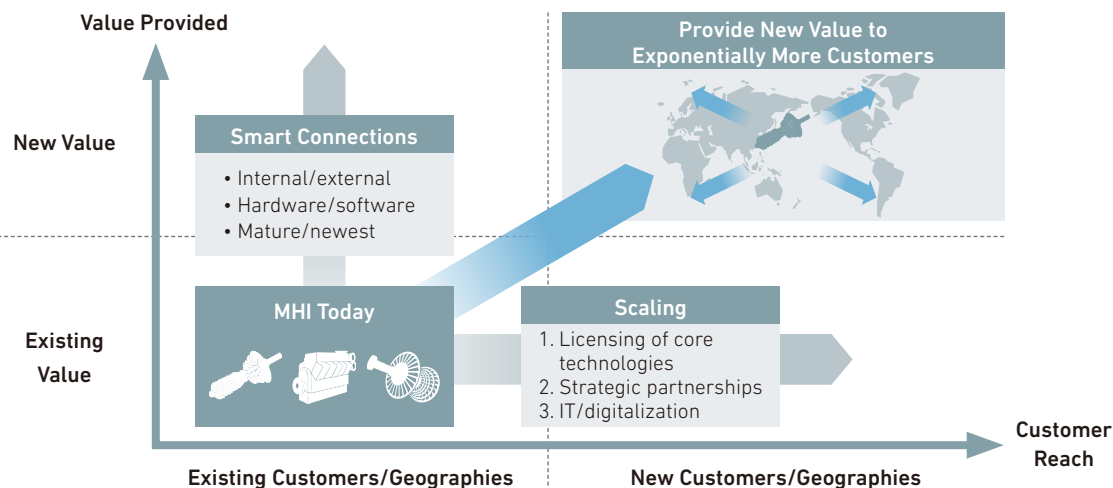 Value Provided
Provide New Value to
Exponentially More Customers
New Value
Smart Connections
• Internal/external
• Hardware/software
• Mature/newest
MHI Today
Scaling
1. Licensing of core
technologies
2. Strategic partnerships
3. IT/digitalization
Existing
Value
Customer
Reach
Existing Customers/Geographies
New Customers/Geographies